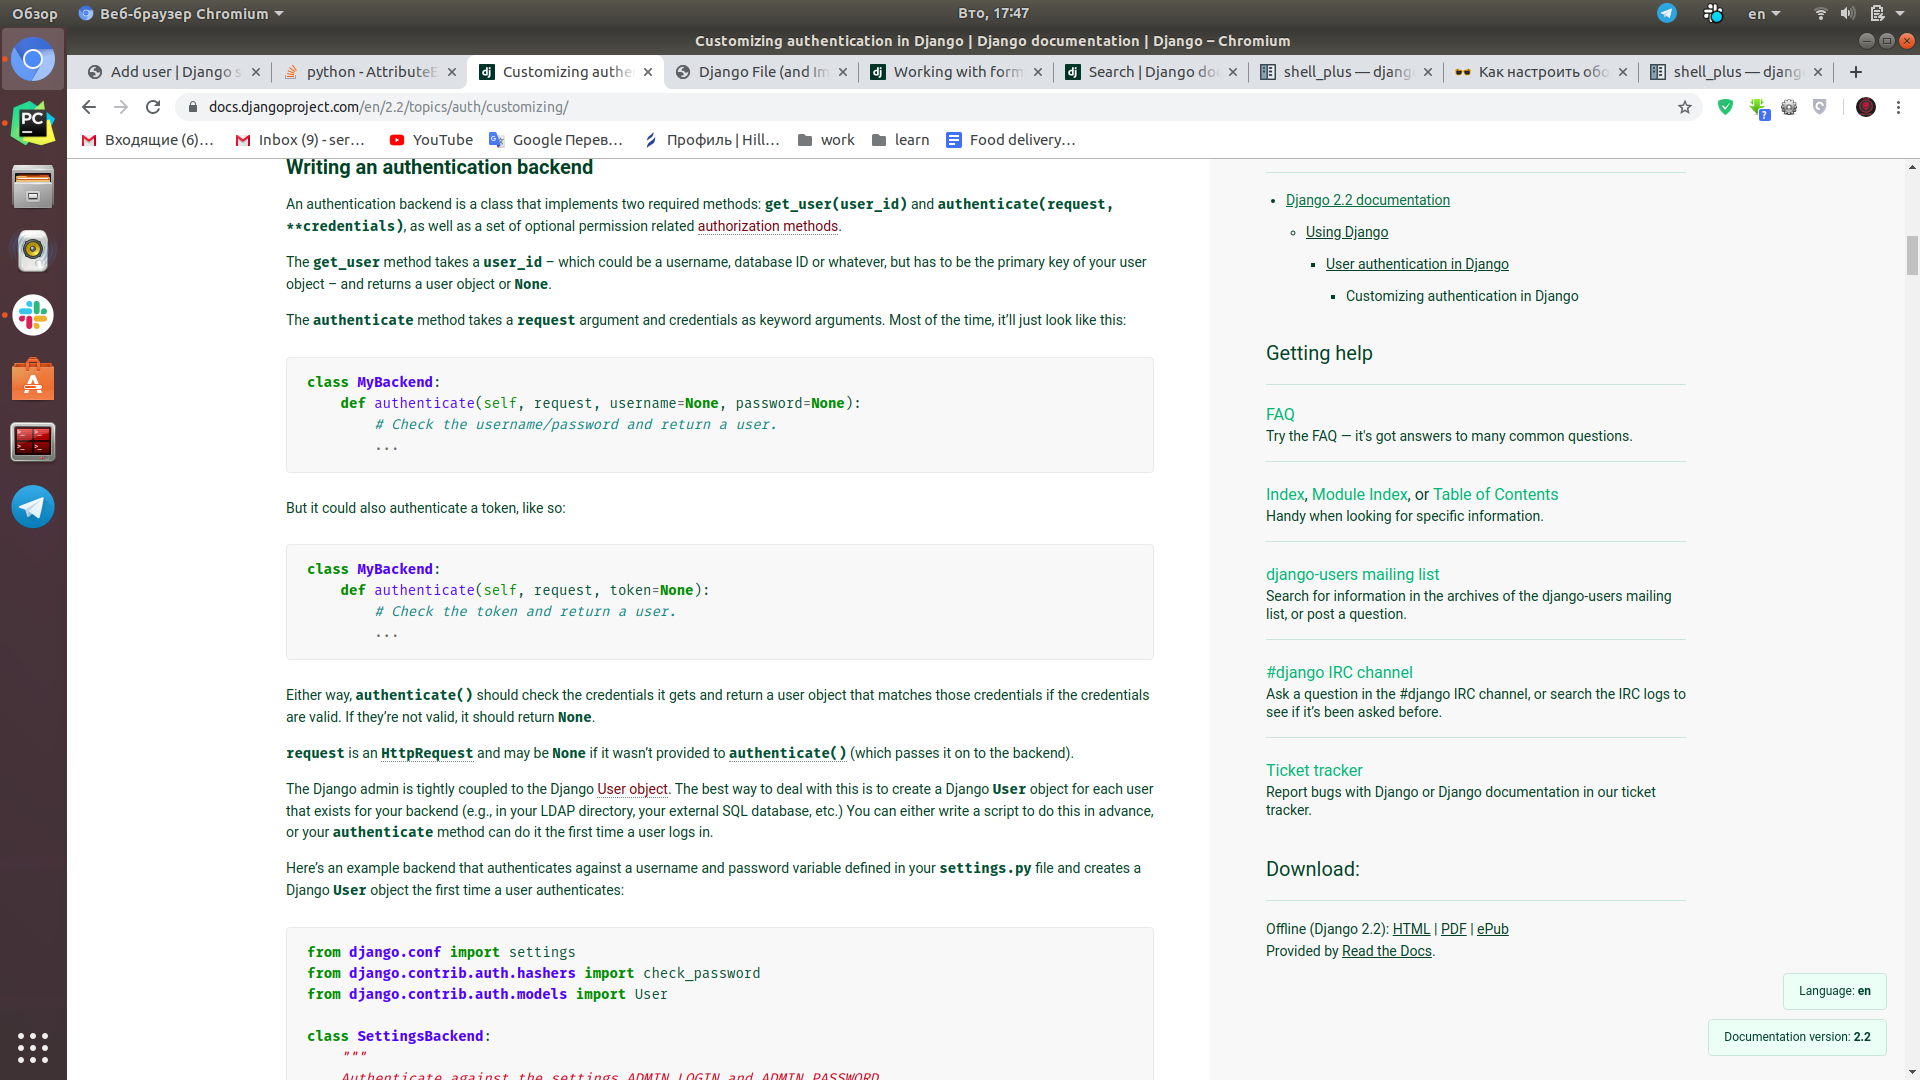 Обзор
Веб-браузер Chromium
Вто, 17:47
en
Customizing authentication in Django | Django documentation | Django – Chromium
Add user | Django s
python - AttributeE
Customizing authe
Django File (and Im
Working with form
Search | Django do
shell_plus — djang
Как настроить обо
shell_plus — djang
docs.djangoproject.com/en/2.2/topics/auth/customizing/
Входящие (6)…
Inbox (9) - ser…
YouTube
Google Перев…
Профиль | Hill…
work
learn
Food delivery…
Writing an authentication backend
An authentication backend is a class that implements two required methods: get_user(user_id) and authenticate(request,
**credentials), as well as a set of optional permission related authorization methods.
The get_user method takes a user_id – which could be a username, database ID or whatever, but has to be the primary key of your user
object – and returns a user object or None.
The authenticate method takes a request argument and credentials as keyword arguments. Most of the time, it’ll just look like this:
class MyBackend:
    def authenticate(self, request, username=None, password=None):
        # Check the username/password and return a user.
        ...
But it could also authenticate a token, like so:
class MyBackend:
    def authenticate(self, request, token=None):
        # Check the token and return a user.
        ...
Either way, authenticate() should check the credentials it gets and return a user object that matches those credentials if the credentials
are valid. If they’re not valid, it should return None.
request is an HttpRequest and may be None if it wasn’t provided to authenticate() (which passes it on to the backend).
The Django admin is tightly coupled to the Django User object. The best way to deal with this is to create a Django User object for each user
that exists for your backend (e.g., in your LDAP directory, your external SQL database, etc.) You can either write a script to do this in advance,
or your authenticate method can do it the first time a user logs in.
Here’s an example backend that authenticates against a username and password variable defined in your settings.py file and creates a
Django User object the first time a user authenticates:
from django.conf import settings
from django.contrib.auth.hashers import check_password
from django.contrib.auth.models import User
class SettingsBackend:
    """
    Authenticate against the settings ADMIN_LOGIN and ADMIN_PASSWORD
Django 2.2 documentation
Using Django
User authentication in Django
Customizing authentication in Django
Getting help
FAQ
Try the FAQ — it's got answers to many common questions.
Index, Module Index, or Table of Contents
Handy when looking for specific information.
django-users mailing list
Search for information in the archives of the django-users mailing
list, or post a question.
#django IRC channel
Ask a question in the #django IRC channel, or search the IRC logs to
see if it’s been asked before.
Ticket tracker
Report bugs with Django or Django documentation in our ticket
tracker.
Download:
Offline (Django 2.2): HTML | PDF | ePub
Provided by Read the Docs.
Language: en
Documentation version: 2.2